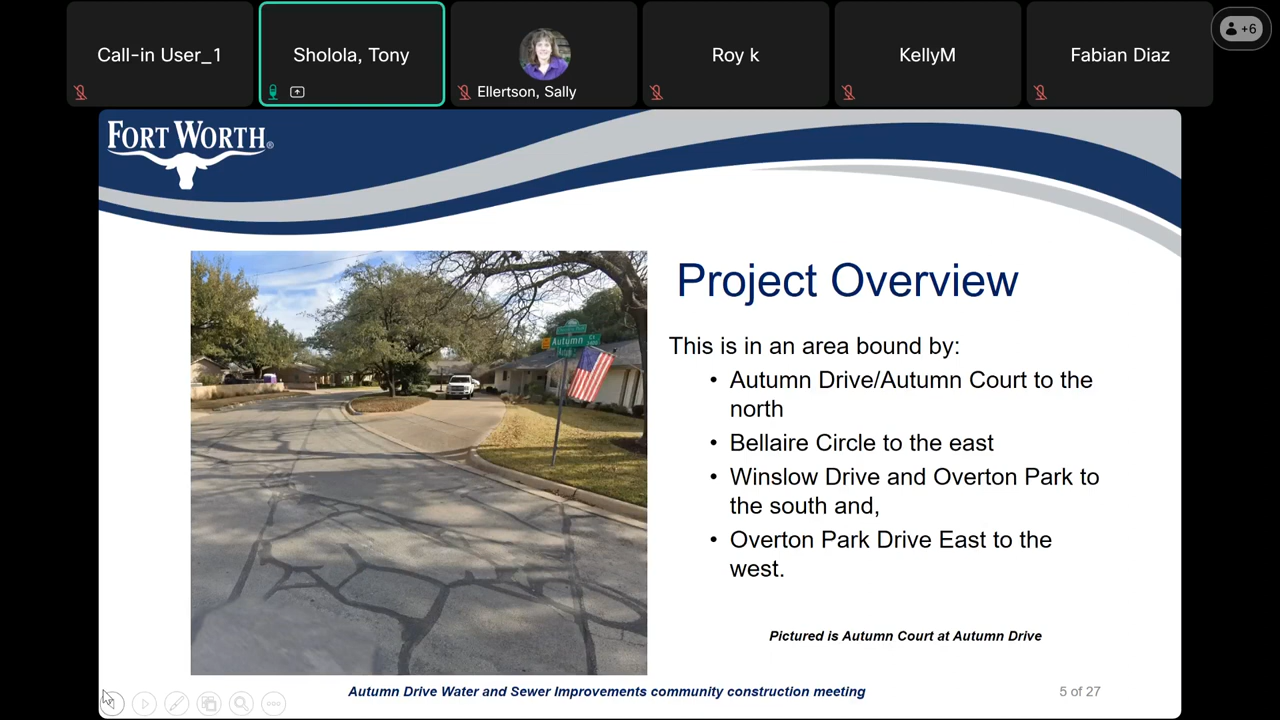 Call-in User_1
Sholola, Tony
Ellertson, Sally
Roy k
KellyM
Fabian Diaz
+6
FORT WORTH®
Autumn
Project Overview
This is in an area bound by:
• Autumn Drive/Autumn Court to the
north
• Bellaire Circle to the east
• Winslow Drive and Overton Park to
the south and,
• Overton Park Drive East to the
west.
Pictured is Autumn Court at Autumn Drive
Autumn Drive Water and Sewer Improvements community construction meeting
5 of 27